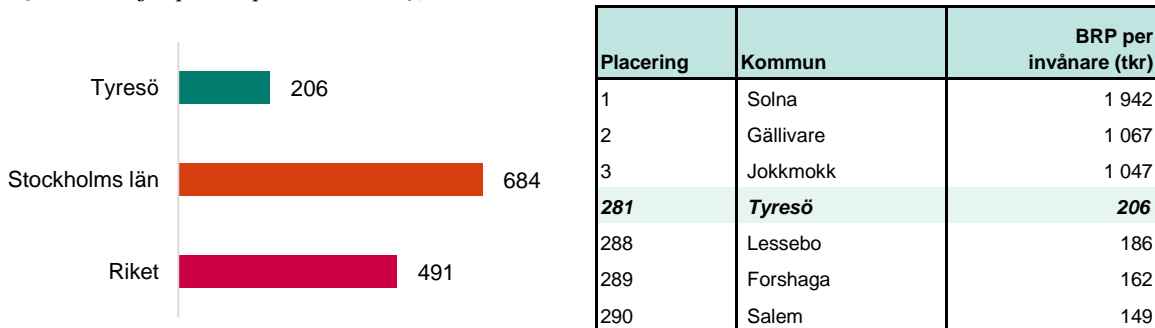 Tyresö 206
Stockholms län 684
Riket 491
Placering Kommun BRP per invånare (tkr)
1 Solna 1 942
2 Gällivare 1 067
3 Jokkmokk 1 047
281 Tyresö 206
288 Lessebo 186
289 Forshaga 162
290 Salem 149